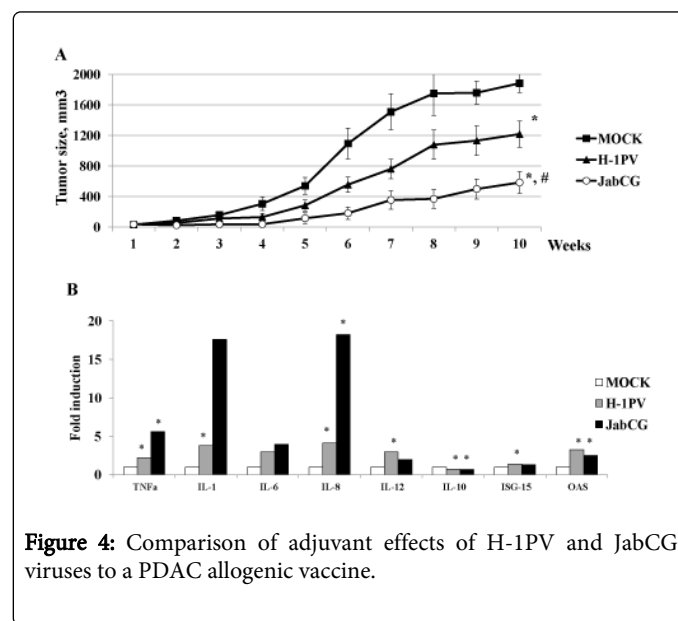 A
Tumor size, mm3
2000
1600
1200
800
400
0
*
*, #
MOCK
H-1PV
JabCG
1 2 3 4 5 6 7 8 9 10 Weeks
B
Fold induction
20
15
10
5
0
* * * * * * * * * * *
MOCK
H-1PV
JabCG
TNFa IL-1 IL-6 IL-8 IL-12 IL-10 ISG-15 OAS
Figure 4: Comparison of adjuvant effects of H-1PV and JabCG
viruses to a PDAC allogenic vaccine.